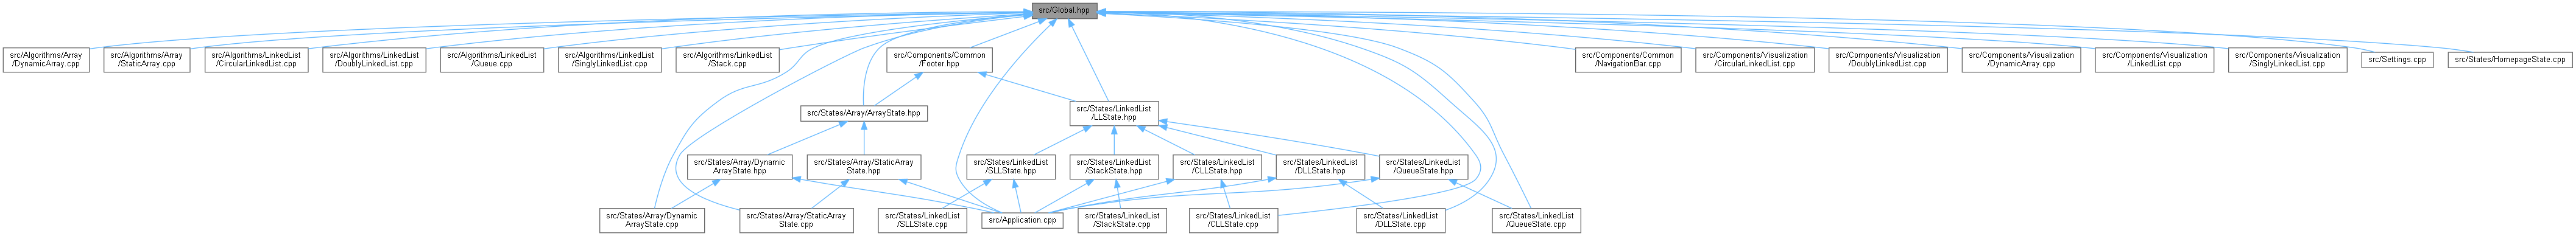 src/Global.hpp
src/Algorithms/Array
/DynamicArray.cpp
src/Algorithms/Array
/StaticArray.cpp
src/Algorithms/LinkedList
/CircularLinkedList.cpp
src/Algorithms/LinkedList
/DoublyLinkedList.cpp
src/Algorithms/LinkedList
/Queue.cpp
src/Algorithms/LinkedList
/SinglyLinkedList.cpp
src/Algorithms/LinkedList
/Stack.cpp
src/Components/Common
/Footer.hpp
src/Components/Common
/NavigationBar.cpp
src/Components/Visualization
/CircularLinkedList.cpp
src/Components/Visualization
/DoublyLinkedList.cpp
src/Components/Visualization
/DynamicArray.cpp
src/Components/Visualization
/LinkedList.cpp
src/Components/Visualization
/SinglyLinkedList.cpp
src/Settings.cpp
src/States/HomepageState.cpp
src/States/Array/ArrayState.hpp
src/States/LinkedList
/LLState.hpp
src/States/Array/Dynamic
ArrayState.hpp
src/States/Array/StaticArray
State.hpp
src/States/LinkedList
/SLLState.hpp
src/States/LinkedList
/StackState.hpp
src/States/LinkedList
/CLLState.hpp
src/States/LinkedList
/DLLState.hpp
src/States/LinkedList
/QueueState.hpp
src/States/Array/Dynamic
ArrayState.cpp
src/States/Array/StaticArray
State.cpp
src/States/LinkedList
/SLLState.cpp
src/Application.cpp
src/States/LinkedList
/StackState.cpp
src/States/LinkedList
/CLLState.cpp
src/States/LinkedList
/DLLState.cpp
src/States/LinkedList
/QueueState.cpp